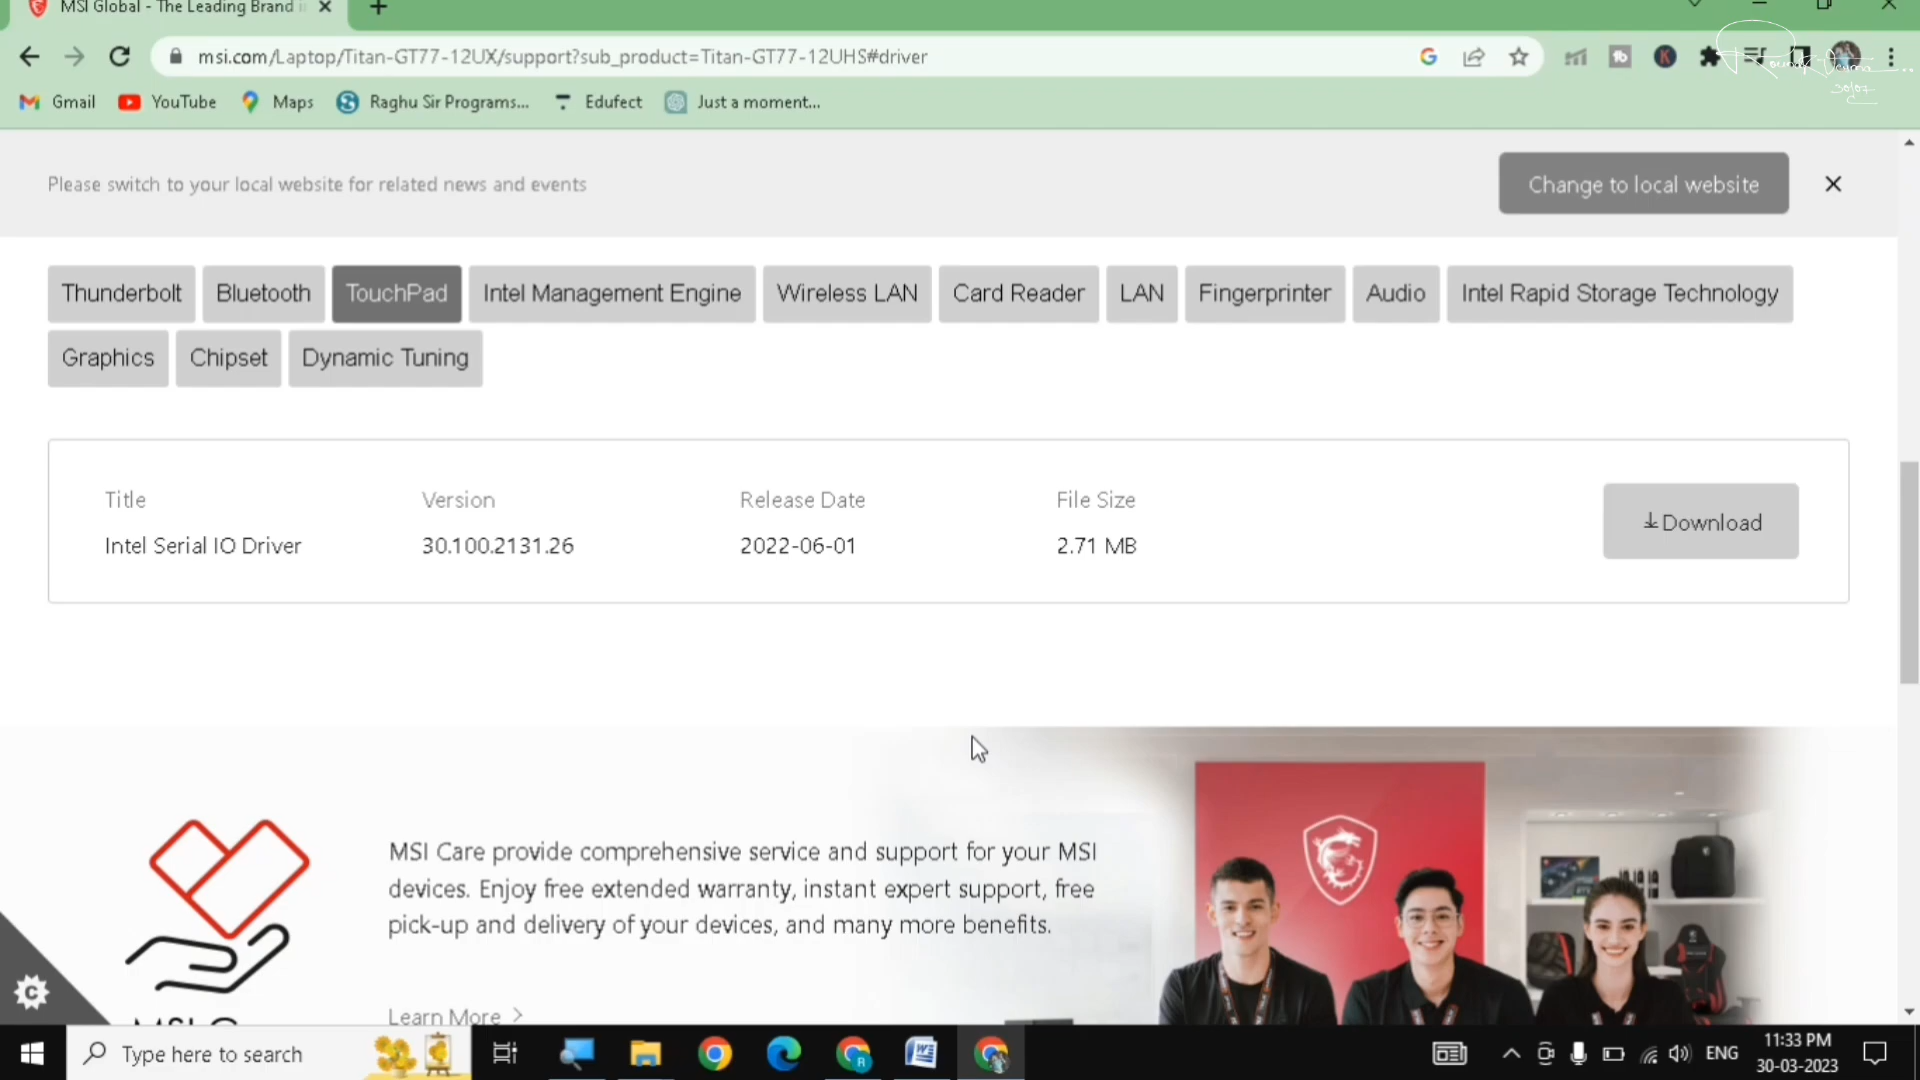 MSI Global - The Leading Brand i
msi.com/Laptop/Titan-GT77-12UX/support?sub_product=Titan-GT77-12UHS#driver
Gmail YouTube Maps Raghu Sir Programs... Edufect Just a moment...
Please switch to your local website for related news and events
Change to local website
Thunderbolt Bluetooth TouchPad Intel Management Engine Wireless LAN Card Reader LAN Fingerprinter Audio Intel Rapid Storage Technology
Graphics Chipset Dynamic Tuning
Title Version Release Date File Size
Download
Intel Serial IO Driver 30.100.2131.26 2022-06-01 2.71 MB
MSI Care provide comprehensive service and support for your MSI
devices. Enjoy free extended warranty, instant expert support, free
pick-up and delivery of your devices, and many more benefits.
Learn More >
Type here to search
ENG
11:33 PM
30-03-2023